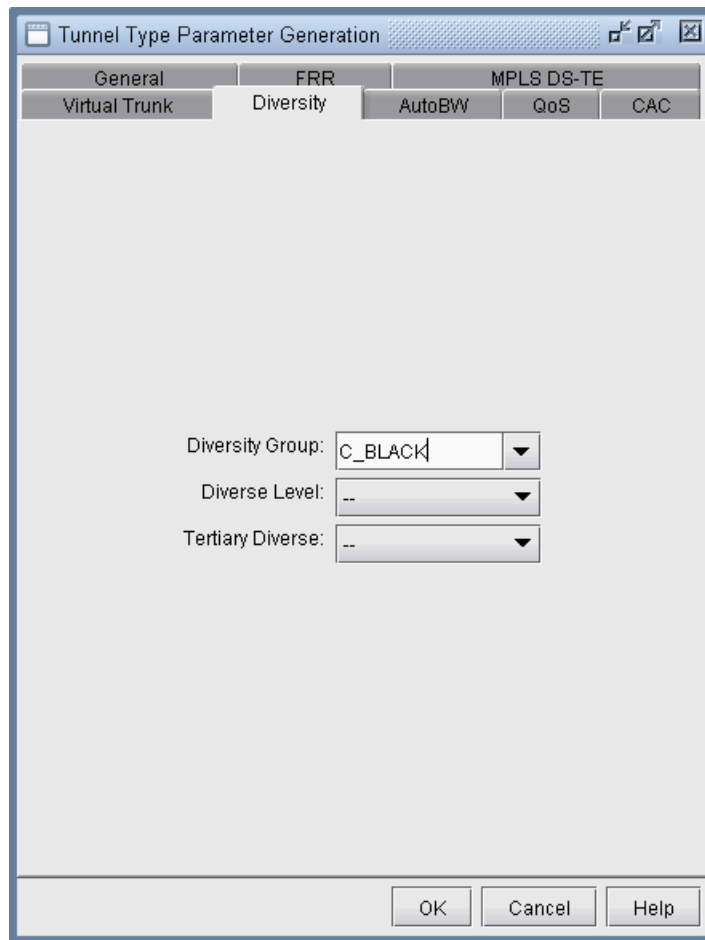 Tunnel Type Parameter Generation
General FRR MPLS DS-TE
Virtual Trunk Diversity AutoBW QoS CAC
Diversity Group: C_BLACK
Diverse Level: --
Tertiary Diverse: --
OK Cancel Help